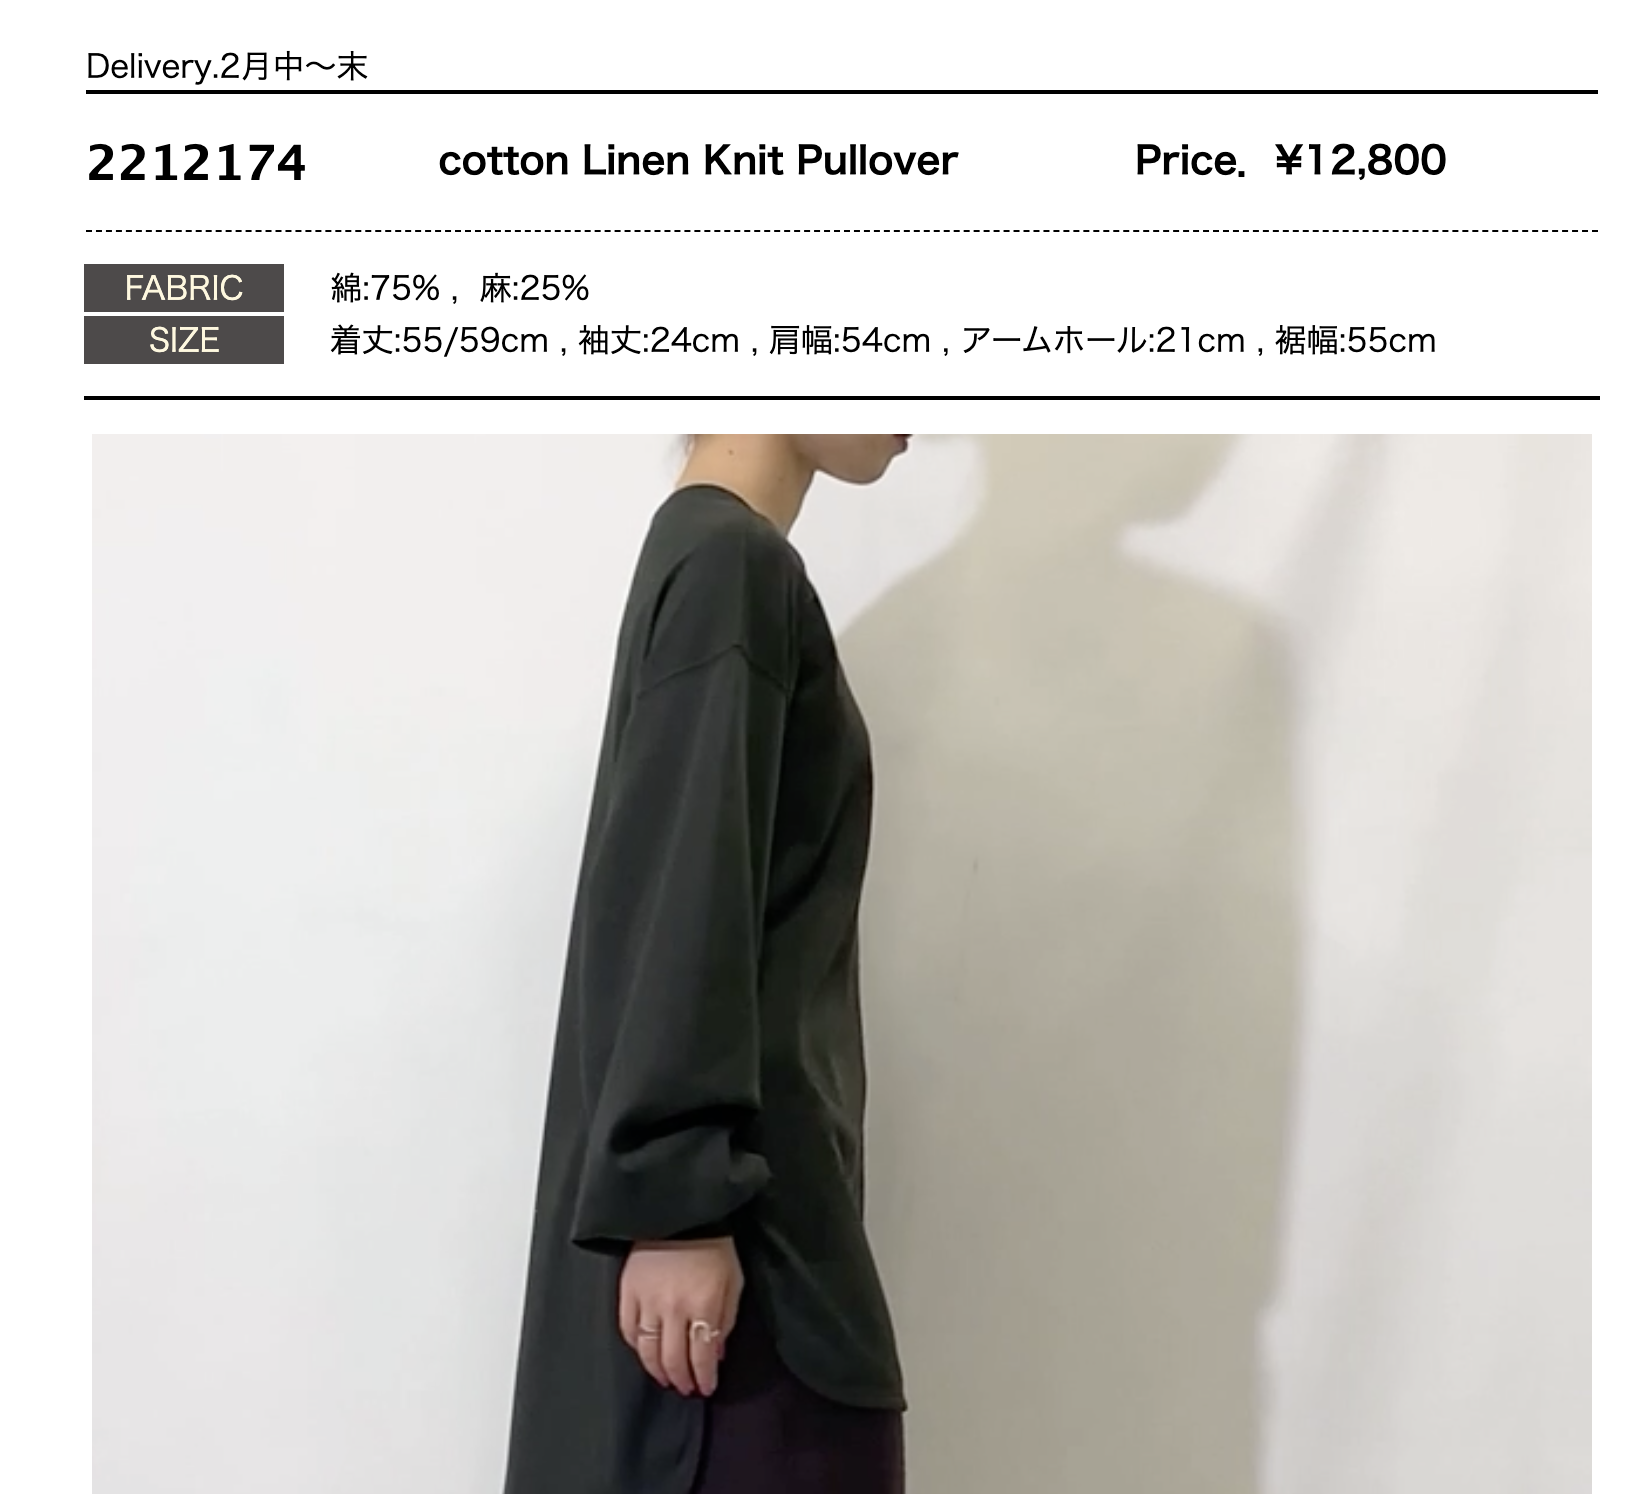 Delivery.2月中〜末
2212174 cotton Linen Knit Pullover Price. ¥12,800
FABRIC 綿:75% , 麻:25%
SIZE 着丈:55/59cm , 袖丈:24cm , 肩幅:54cm , アームホール:21cm , 裾幅:55cm